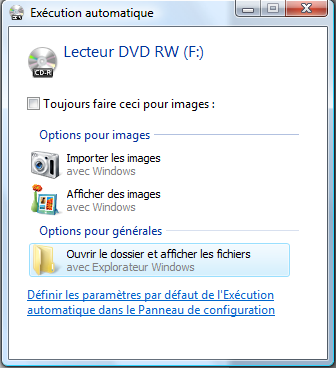 Exécution automatique
Lecteur DVD RW (F:)
CD-R
Toujours faire ceci pour images :
Options pour images
Importer les images
avec Windows
Afficher des images
avec Windows
Options pour générales
Ouvrir le dossier et afficher les fichiers
avec Explorateur Windows
Définir les paramètres par défaut de l'Exécution
automatique dans le Panneau de configuration